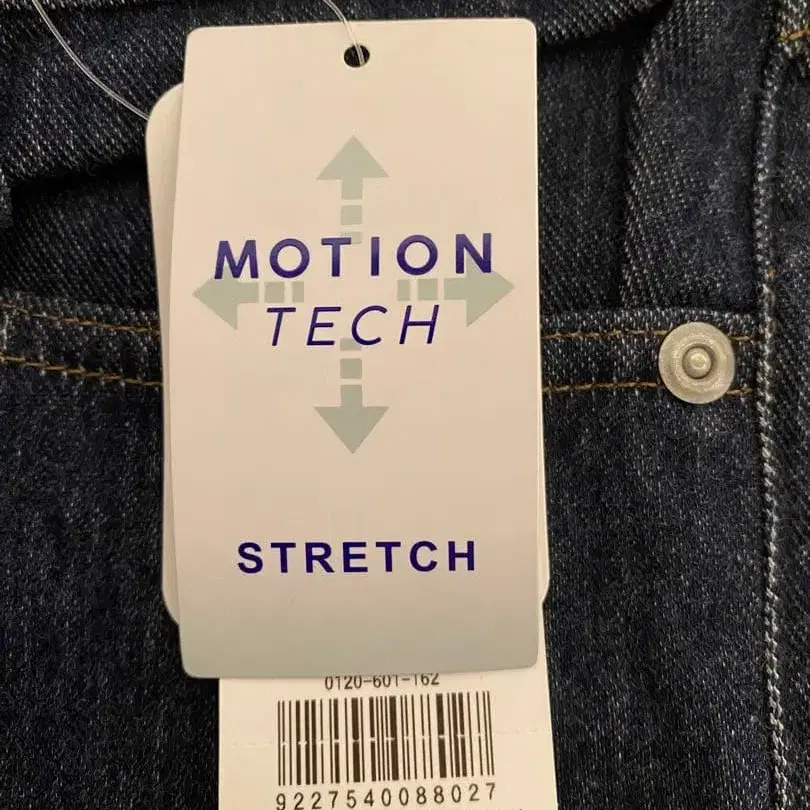 MOTION
TECH
STRETCH
0120-601-162
9227540088027